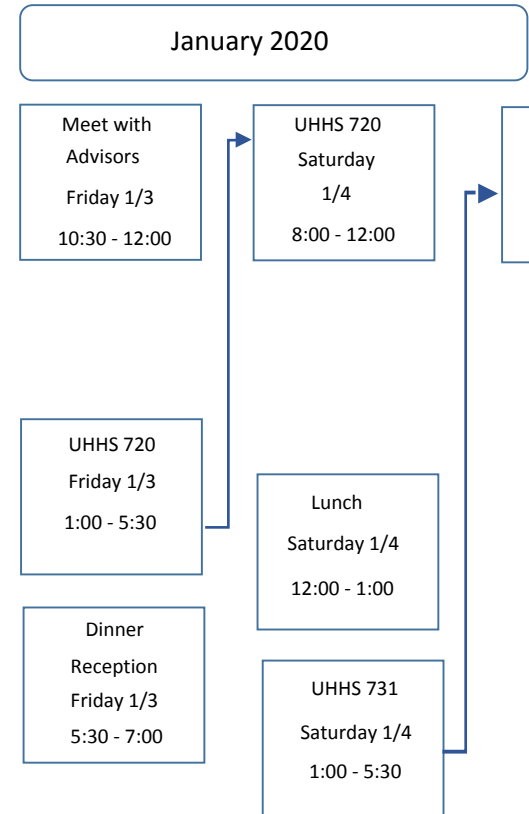 January 2020
Meet with
Advisors
Friday 1/3
10:30 - 12:00
UHHS 720
Friday 1/3
1:00 - 5:30
Dinner
Reception
Friday 1/3
5:30 - 7:00
UHHS 720
Saturday
1/4
8:00 - 12:00
Lunch
Saturday 1/4
12:00 - 1:00
UHHS 731
Saturday 1/4
1:00 - 5:30